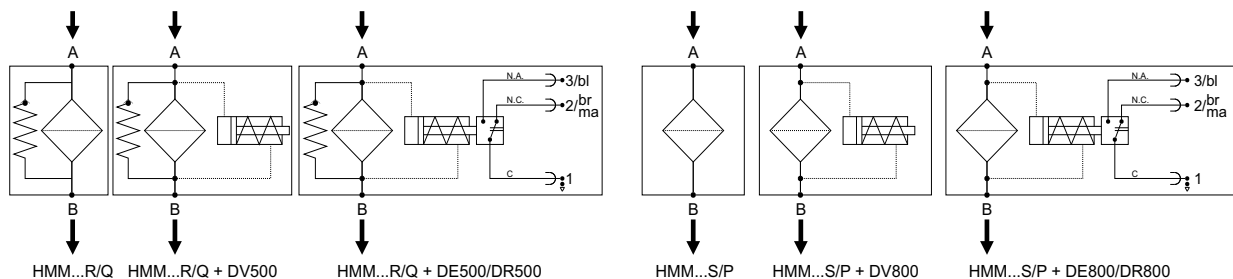 A A A A A A
N.A. 3/bl N.A. 3/bl
N.C. 2/br N.C. 2/br
ma ma
C 1 C 1
B B B B B B
HMM...R/Q HMM...R/Q + DV500 HMM...R/Q + DE500/DR500 HMM...S/P HMM...S/P + DV800 HMM...S/P + DE800/DR800